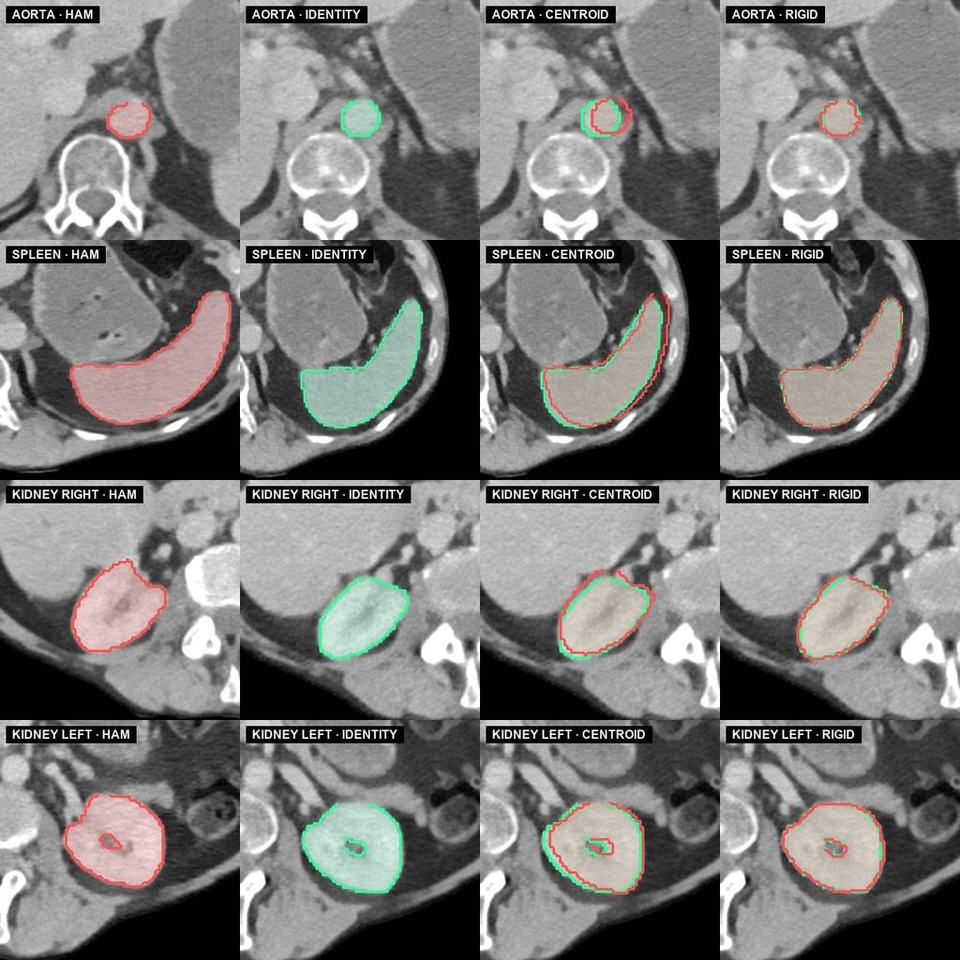 AORTA · HAM
AORTA · IDENTITY
AORTA · CENTROID
AORTA · RIGID
SPLEEN · HAM
SPLEEN · IDENTITY
SPLEEN · CENTROID
SPLEEN · RIGID
KIDNEY RIGHT · HAM
KIDNEY RIGHT · IDENTITY
KIDNEY RIGHT · CENTROID
KIDNEY RIGHT · RIGID
KIDNEY LEFT · HAM
KIDNEY LEFT · IDENTITY
KIDNEY LEFT · CENTROID
KIDNEY LEFT · RIGID